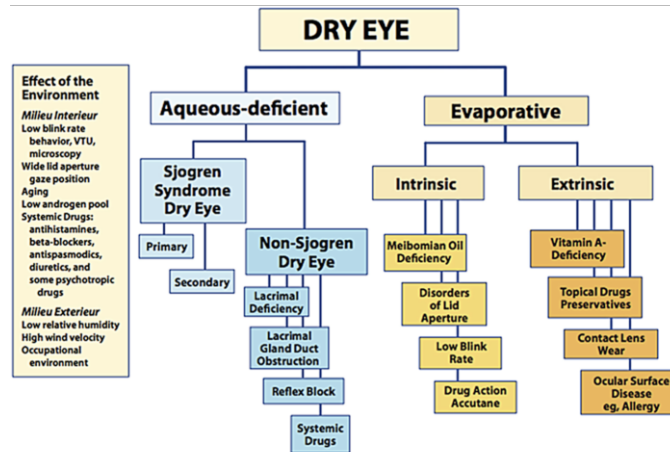 DRY EYE
Effect of the
Environment
Milieu Interieur
Low blink rate
behavior, VTU,
microscopy
Wide lid aperture
gaze position
Aging
Low androgen pool
Systemic Drugs:
antihistamines,
beta-blockers,
antispasmodics,
diuretics, and
some psychotropic
drugs
Milieu Exterieur
Low relative humidity
High wind velocity
Occupational
environment
Aqueous-deficient
Sjogren
Syndrome
Dry Eye
Primary
Secondary
Non-Sjogren
Dry Eye
Lacrimal
Deficiency
Lacrimal
Gland Duct
Obstruction
Reflex Block
Systemic
Drugs
Evaporative
Intrinsic
Meibomian Oil
Deficiency
Disorders
of Lid
Aperture
Low Blink
Rate
Drug Action
Accutane
Extrinsic
Vitamin A-
Deficiency
Topical Drugs
Preservatives
Contact Lens
Wear
Ocular Surface
Disease
eg, Allergy